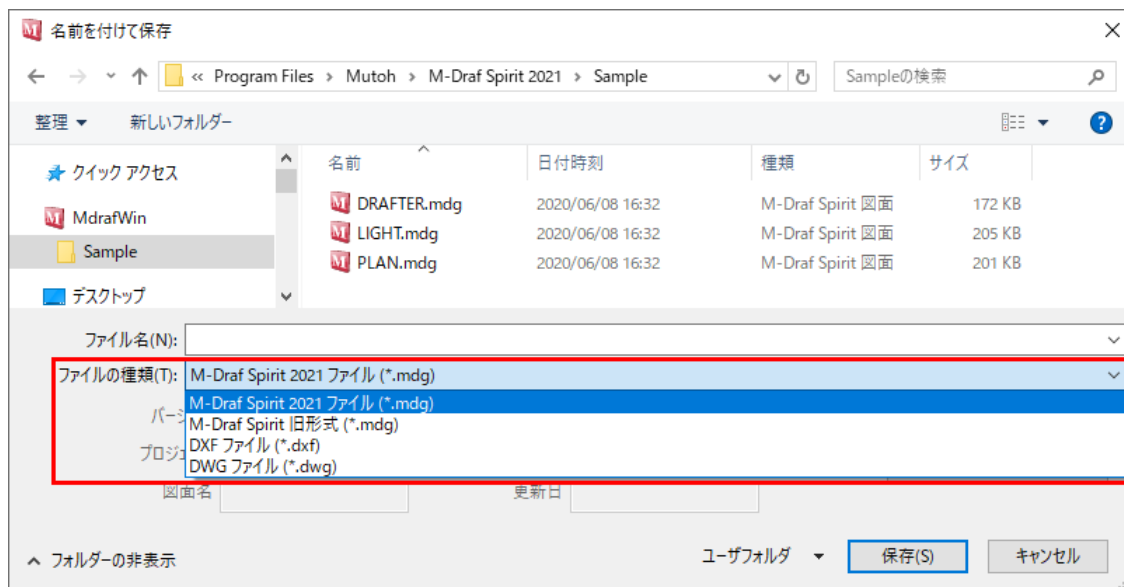 名前を付けて保存
« Program Files › Mutoh › M-Draf Spirit 2021 › Sample
Sampleの検索
整理 新しいフォルダー
クイック アクセス
MdrafWin
Sample
デスクトップ
名前 日付時刻 種類 サイズ
DRAFTER.mdg 2020/06/08 16:32 M-Draf Spirit 図面 172 KB
LIGHT.mdg 2020/06/08 16:32 M-Draf Spirit 図面 205 KB
PLAN.mdg 2020/06/08 16:32 M-Draf Spirit 図面 201 KB
ファイル名(N):
ファイルの種類(T): M-Draf Spirit 2021 ファイル (*.mdg)
M-Draf Spirit 2021 ファイル (*.mdg)
M-Draf Spirit 旧形式 (*.mdg)
DXF ファイル (*.dxf)
DWG ファイル (*.dwg)
図面名 更新日
フォルダーの非表示 ユーザフォルダ 保存(S) キャンセル